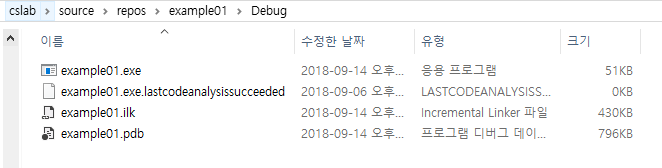 cslab > source > repos > example01 > Debug
이름 수정한 날짜 유형 크기
example01.exe 2018-09-14 오후... 응용 프로그램 51KB
example01.exe.lastcodeanalysissucceeded 2018-09-06 오후... LASTCODEANALYSISS... 0KB
example01.ilk 2018-09-14 오후... Incremental Linker 파일 430KB
example01.pdb 2018-09-14 오후... 프로그램 디버그 데이... 796KB